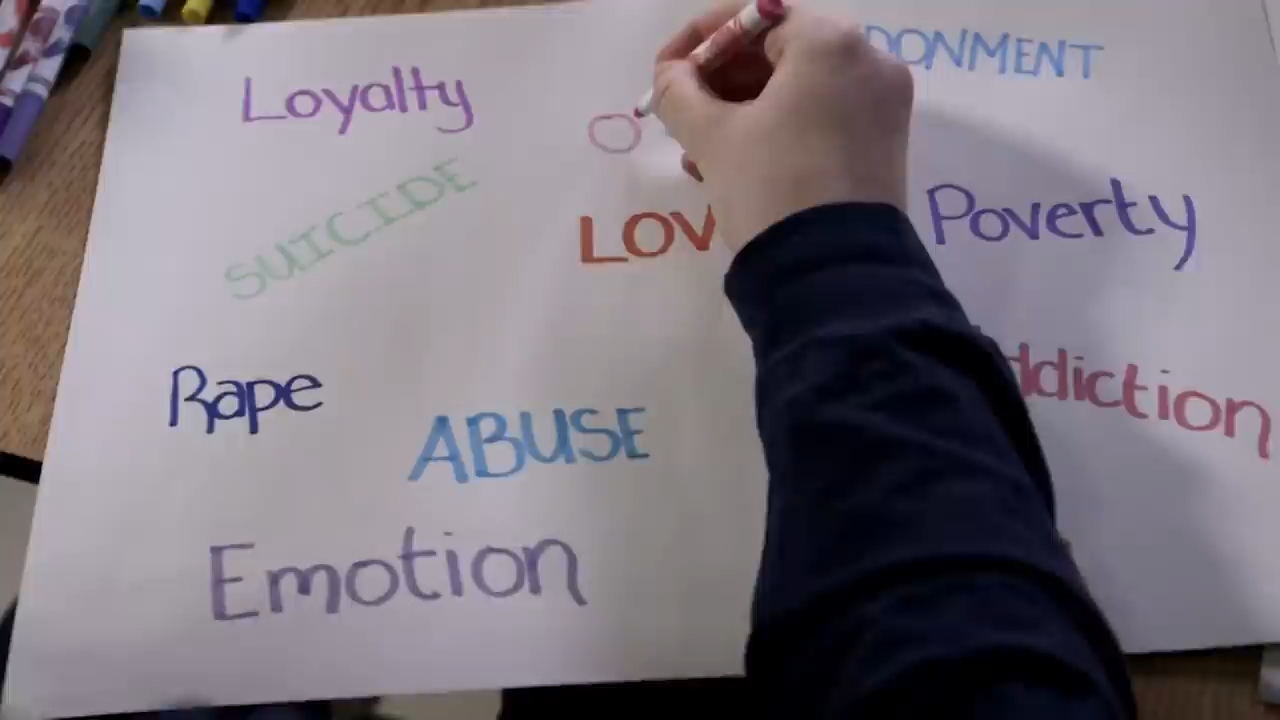 Loyalty
DONMENT
O
SUICIDE
LOV
Poverty
ddiction
Rape
ABUSE
Emotion